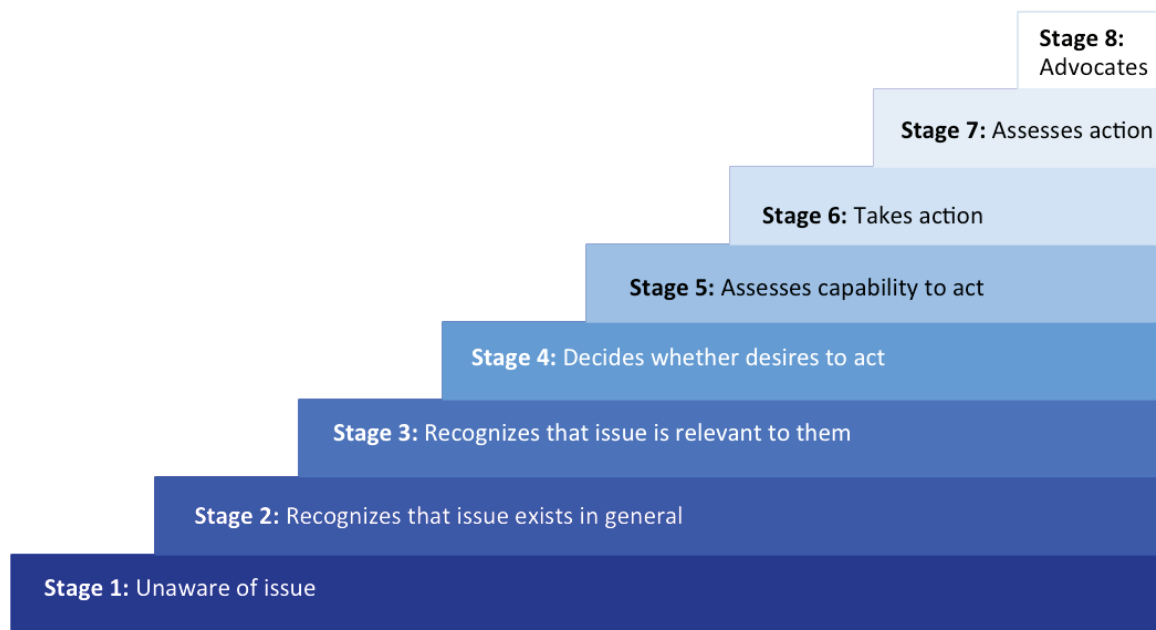 Stage 8:
Advocates
Stage 7: Assesses action
Stage 6: Takes action
Stage 5: Assesses capability to act
Stage 4: Decides whether desires to act
Stage 3: Recognizes that issue is relevant to them
Stage 2: Recognizes that issue exists in general
Stage 1: Unaware of issue